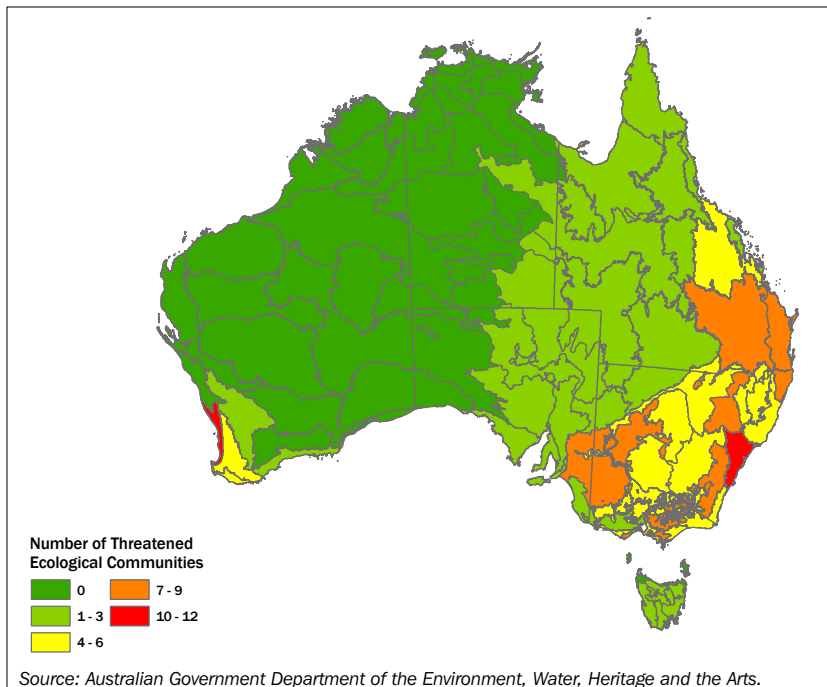 Number of Threatened
Ecological Communities
0
7 - 9
1 - 3
10 - 12
4 - 6
Source: Australian Government Department of the Environment, Water, Heritage and the Arts.